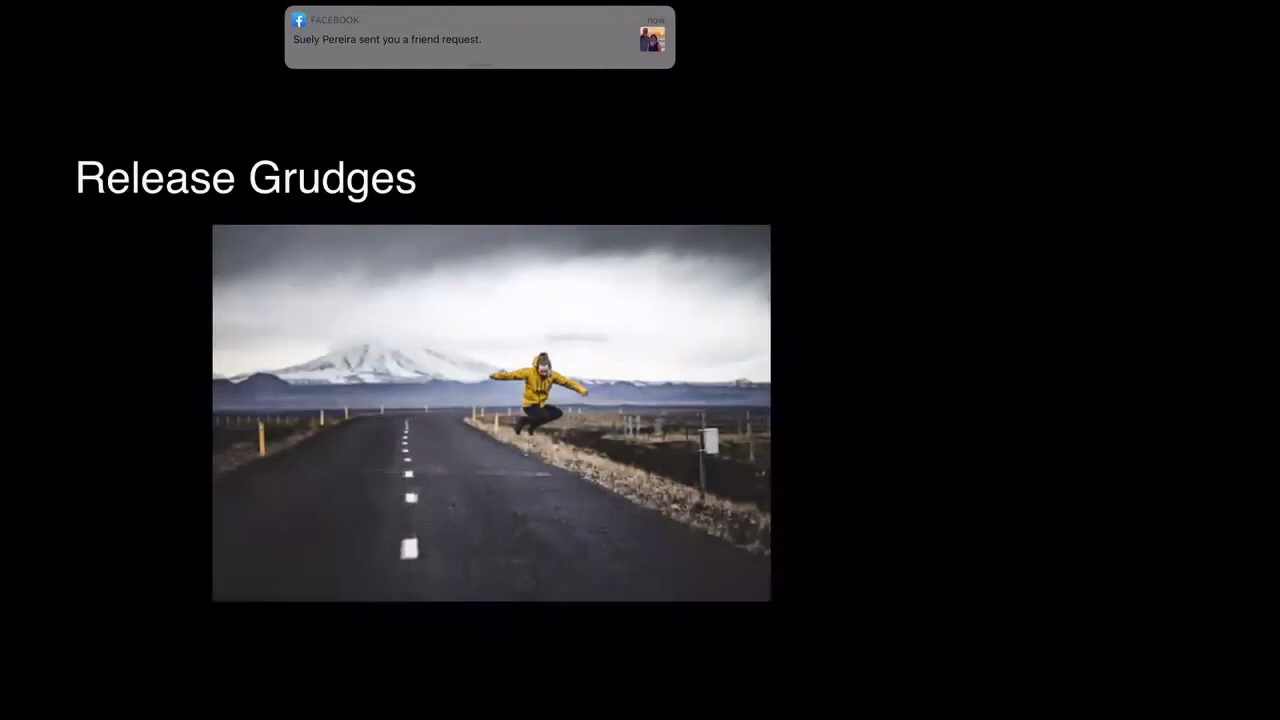 FACEBOOK
now
Suely Pereira sent you a friend request.
Release Grudges